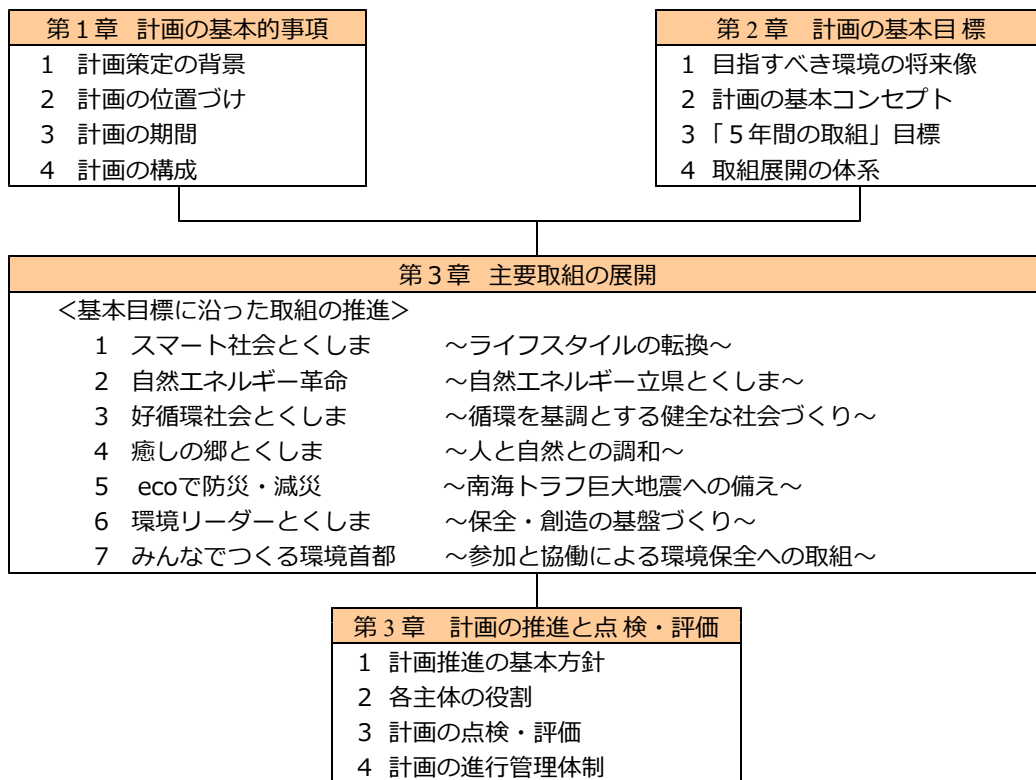 第１章 計画の基本的事項
1 計画策定の背景
2 計画の位置づけ
3 計画の期間
4 計画の構成
第２章 計画の基本目標
1 目指すべき環境の将来像
2 計画の基本コンセプト
3 「５年間の取組」目標
4 取組展開の体系
第３章 主要取組の展開
＜基本目標に沿った取組の推進＞
1 スマート社会とくしま ～ライフスタイルの転換～
2 自然エネルギー革命 ～自然エネルギー立県とくしま～
3 好循環社会とくしま ～循環を基調とする健全な社会づくり～
4 癒しの郷とくしま ～人と自然との調和～
5 ecoで防災・減災 ～南海トラフ巨大地震への備え～
6 環境リーダーとくしま ～保全・創造の基盤づくり～
7 みんなでつくる環境首都 ～参加と協働による環境保全への取組～
第３章 計画の推進と点検・評価
1 計画推進の基本方針
2 各主体の役割
3 計画の点検・評価
4 計画の進行管理体制